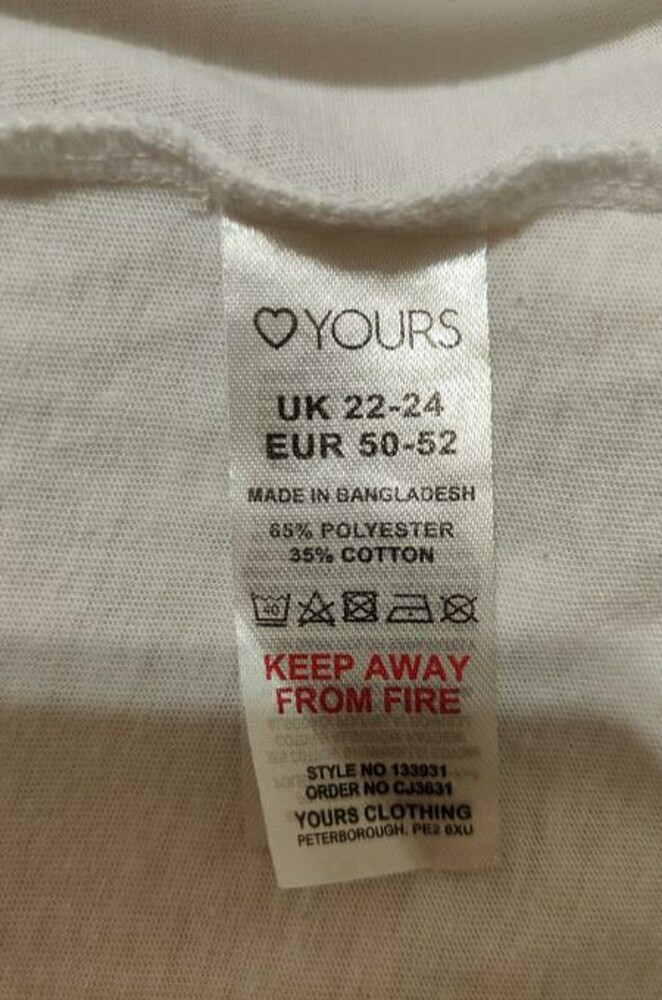 YOURS
UK 22-24
EUR 50-52
MADE IN BANGLADESH
65% POLYESTER
35% COTTON
40
KEEP AWAY
FROM FIRE
STYLE NO 133931
ORDER NO CJ3631
YOURS CLOTHING
PETERBOROUGH. PE2 6XU